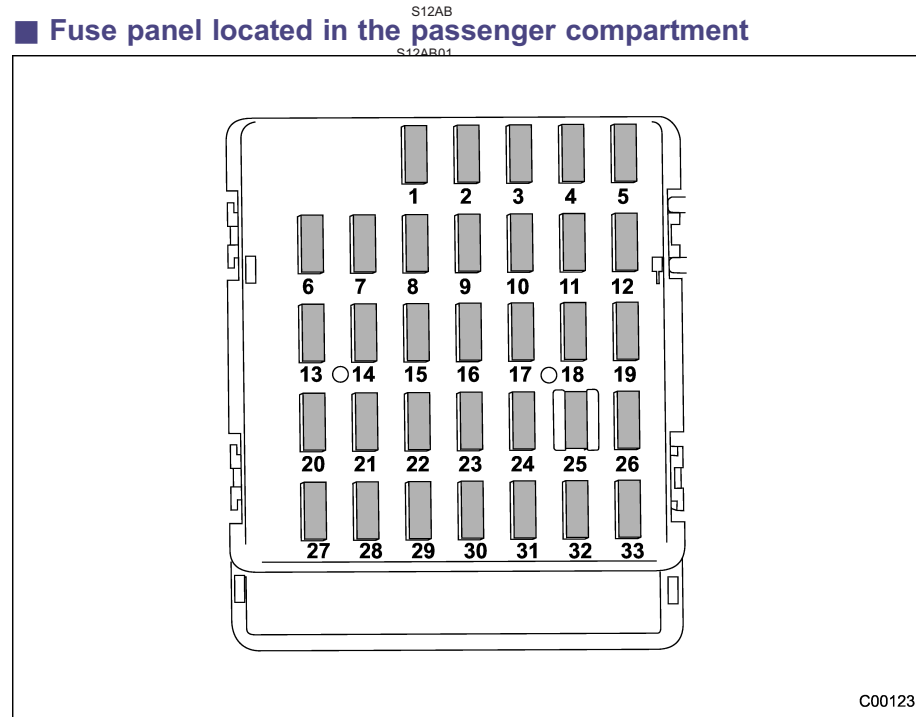 S12AB
■ Fuse panel located in the passenger compartment
S12AB01
1 2 3 4 5
6 7 8 9 10 11 12
13 14 15 16 17 18 19
20 21 22 23 24 25 26
27 28 29 30 31 32 33
C00123